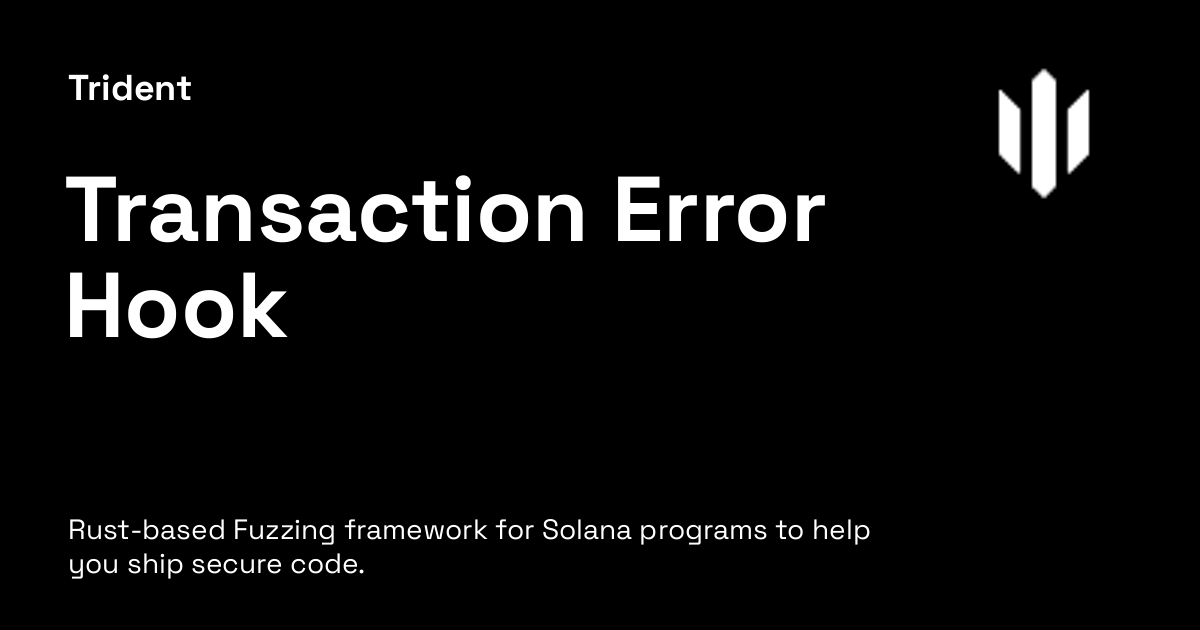 Trident
Transaction Error
Hook
Rust-based Fuzzing framework for Solana programs to help
you ship secure code.